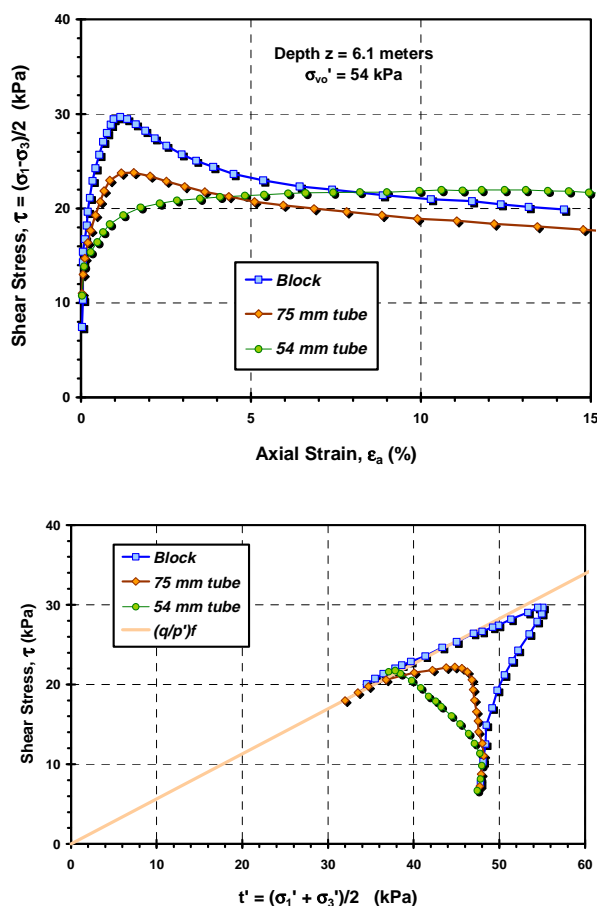 40
30
20
10
0
Shear Stress, τ = (σ₁-σ₃)/2 (kPa)
Depth z = 6.1 meters
σvo' = 54 kPa
Block
75 mm tube
54 mm tube
0 5 10 15
Axial Strain, εa (%)
40
30
20
10
0
Shear Stress, τ (kPa)
Block
75 mm tube
54 mm tube
(q/p')f
0 10 20 30 40 50 60
t' = (σ₁' + σ₃')/2 (kPa)